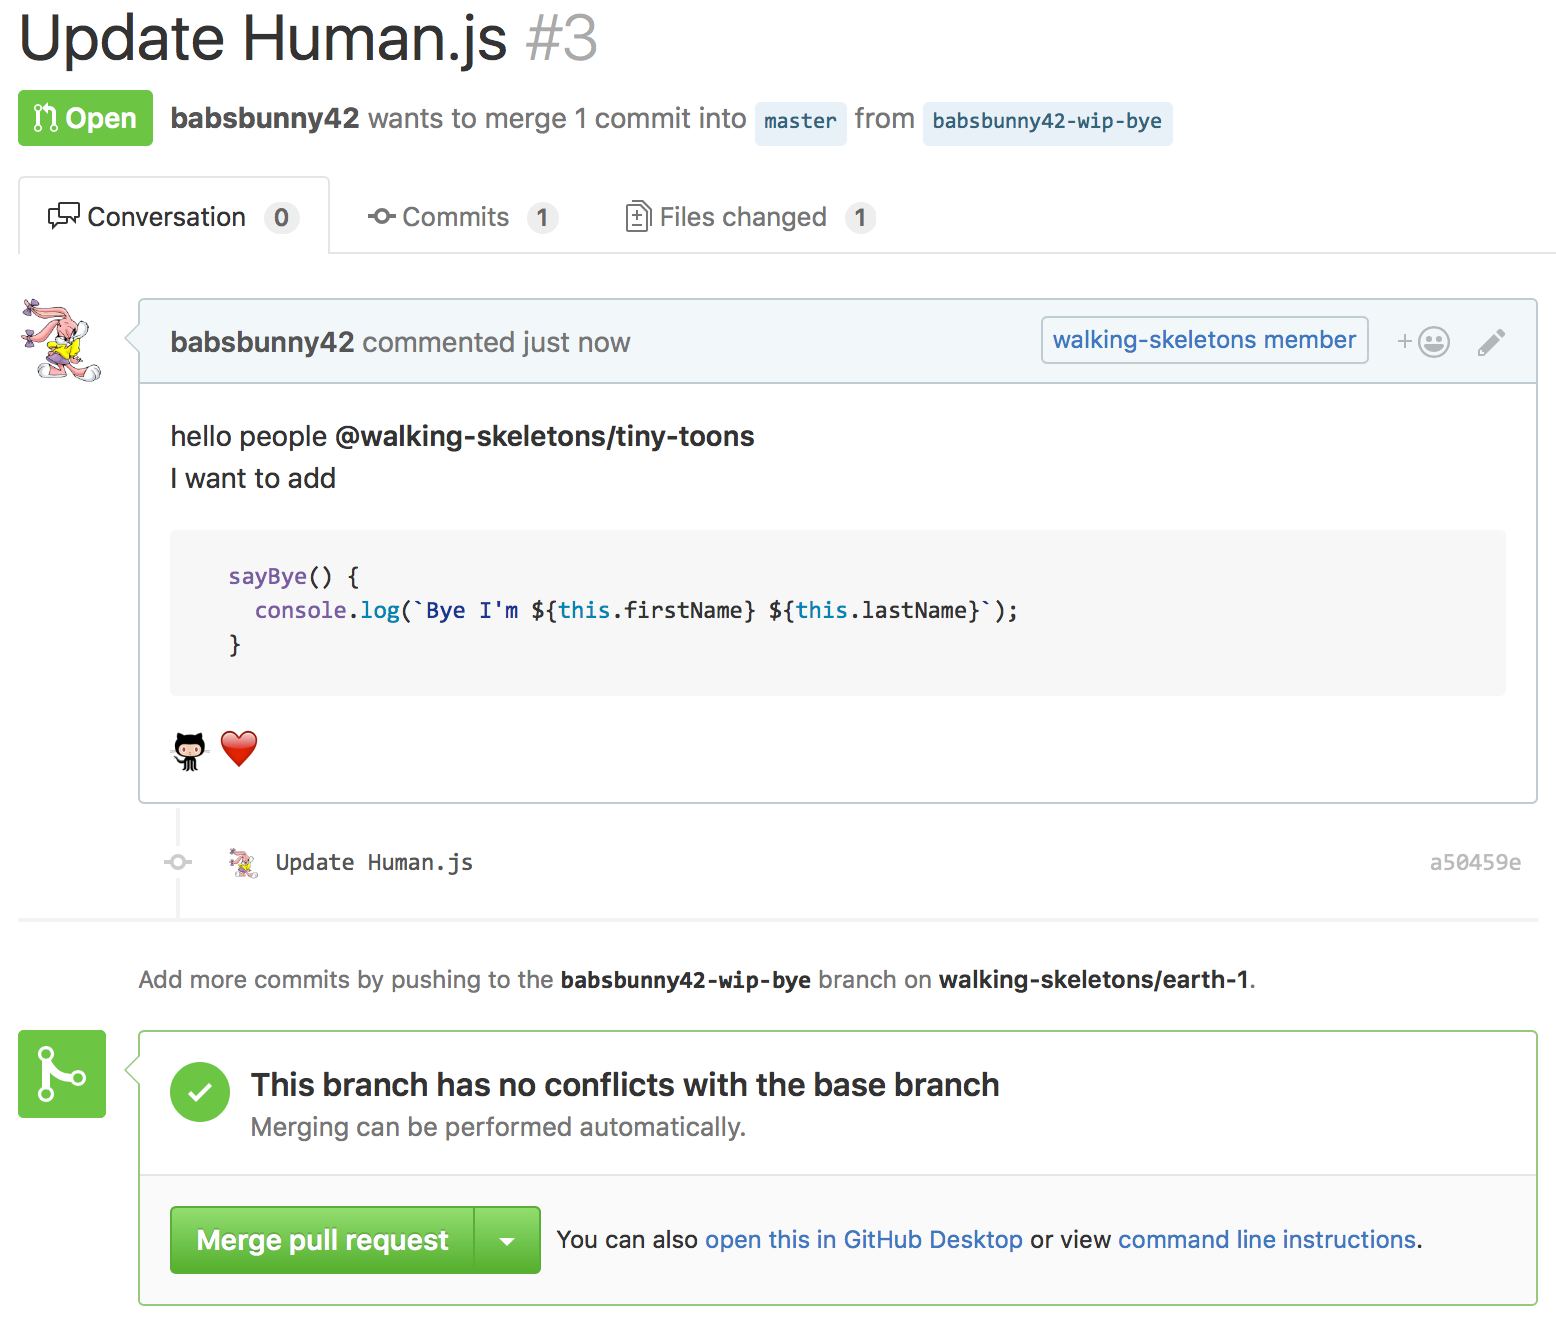 Update Human.js #3
Open babsbunny42 wants to merge 1 commit into master from babsbunny42-wip-bye
Conversation 0 Commits 1 Files changed 1
babsbunny42 commented just now walking-skeletons member +
hello people @walking-skeletons/tiny-toons
I want to add
sayBye() {
  console.log(`Bye I'm ${this.firstName} ${this.lastName}`);
}
Update Human.js a50459e
Add more commits by pushing to the babsbunny42-wip-bye branch on walking-skeletons/earth-1.
This branch has no conflicts with the base branch
Merging can be performed automatically.
Merge pull request You can also open this in GitHub Desktop or view command line instructions.